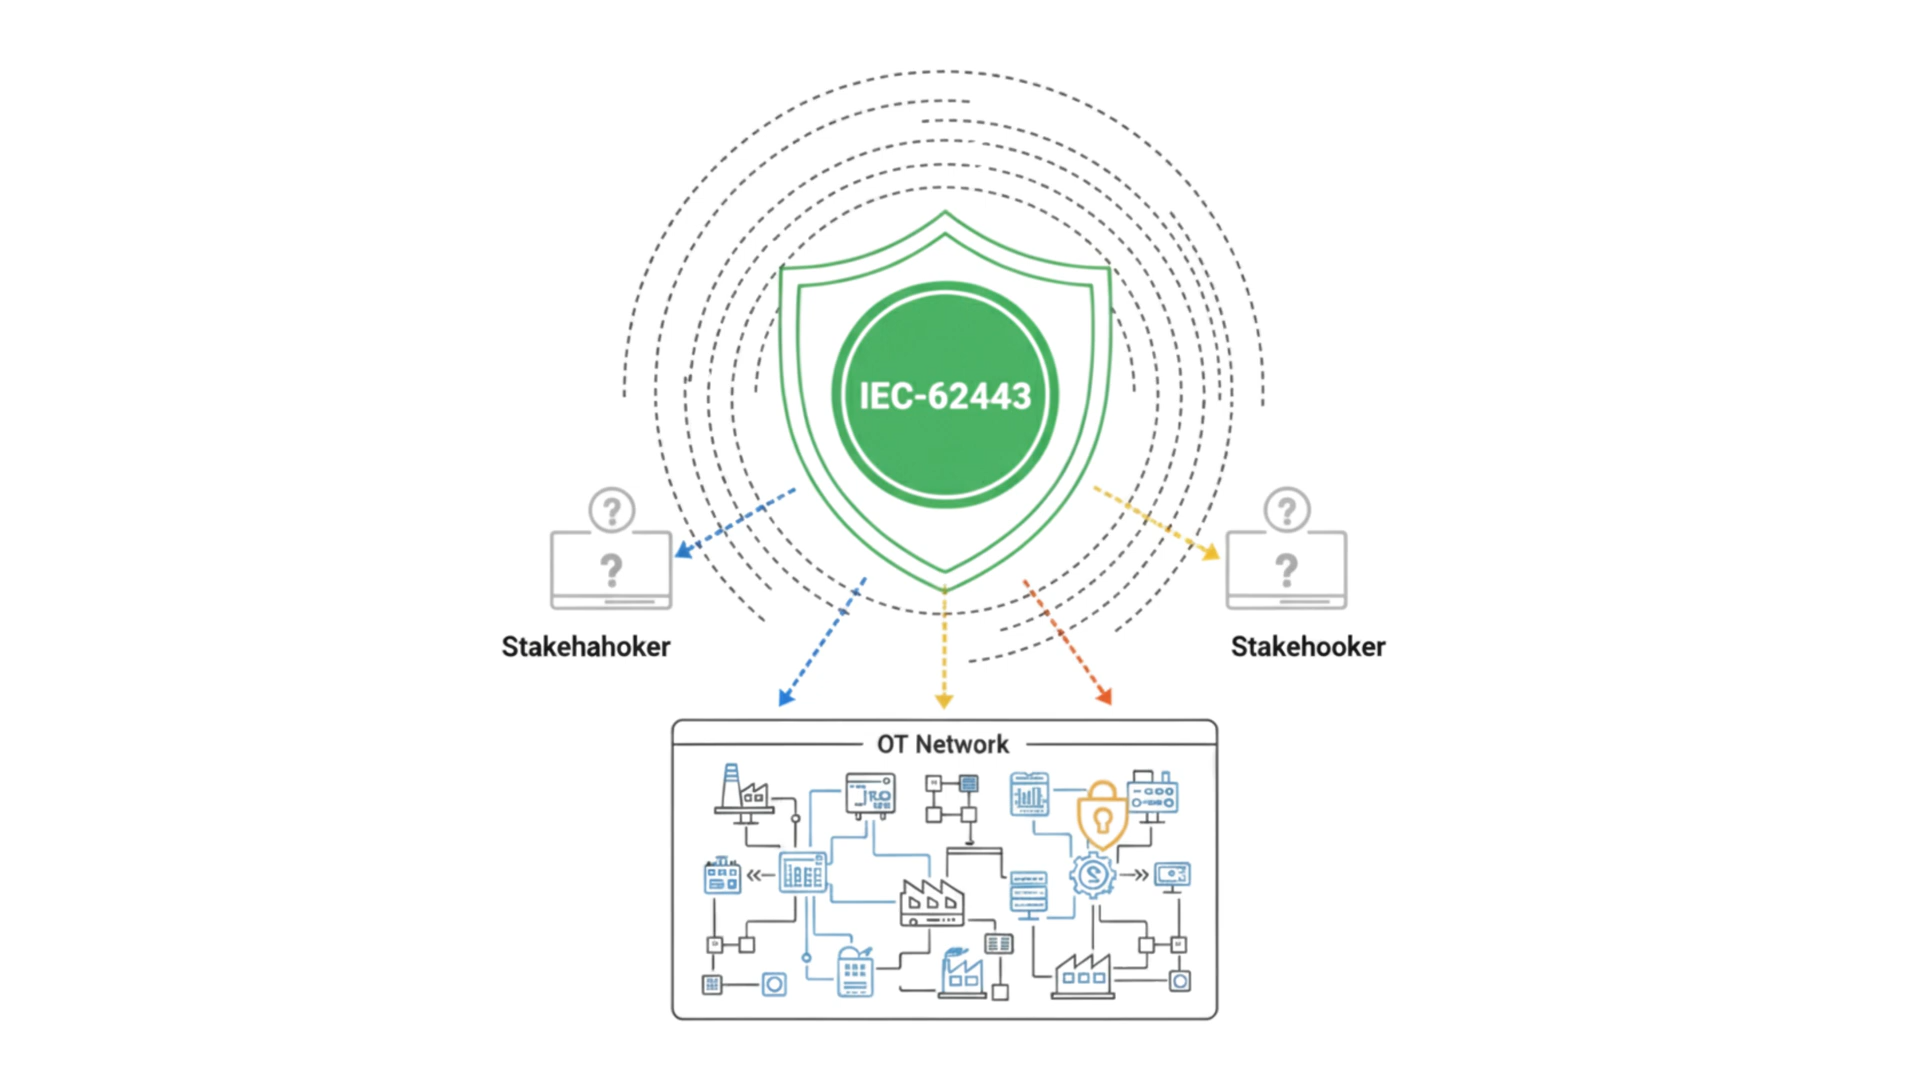 IEC-62443
?
?
?
?
Stakehahoker
Stakehooker
OT Network